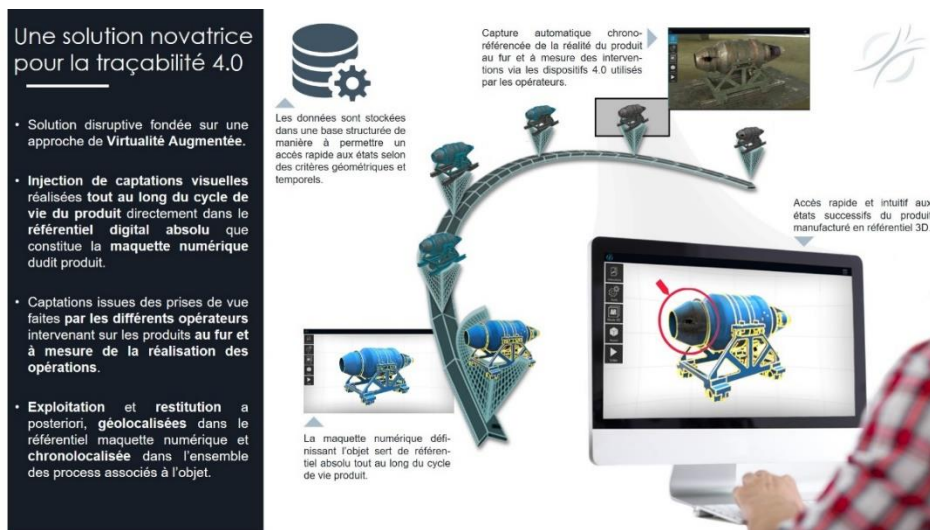 Une solution novatrice
pour la traçabilité 4.0
• Solution disruptive fondée sur une
approche de Virtualité Augmentée.
• Injection de captations visuelles
réalisées tout au long du cycle de
vie du produit directement dans le
référentiel digital absolu que
constitue la maquette numérique
dudit produit.
• Captations issues des prises de vue
faites par les différents opérateurs
intervenant sur les produits au fur et
à mesure de la réalisation des
opérations.
• Exploitation et restitution a
posteriori, géolocalisées dans le
référentiel maquette numérique et
chronolocalisée dans l'ensemble
des process associés à l'objet.
Les données sont stockées
dans une base structurée de
manière à permettre un
accès rapide aux états selon
des critères géométriques et
temporels.
Capture automatique chrono-
référencée de la réalité du produit
au fur et à mesure des interven-
tions via les dispositifs 4.0 utilisés
par les opérateurs.
Accès rapide et intuitif aux
états successifs du produit
manufacturé en référentiel 3D.
La maquette numérique défi-
nissant l'objet sert de référen-
tiel absolu tout au long du cycle
de vie produit.